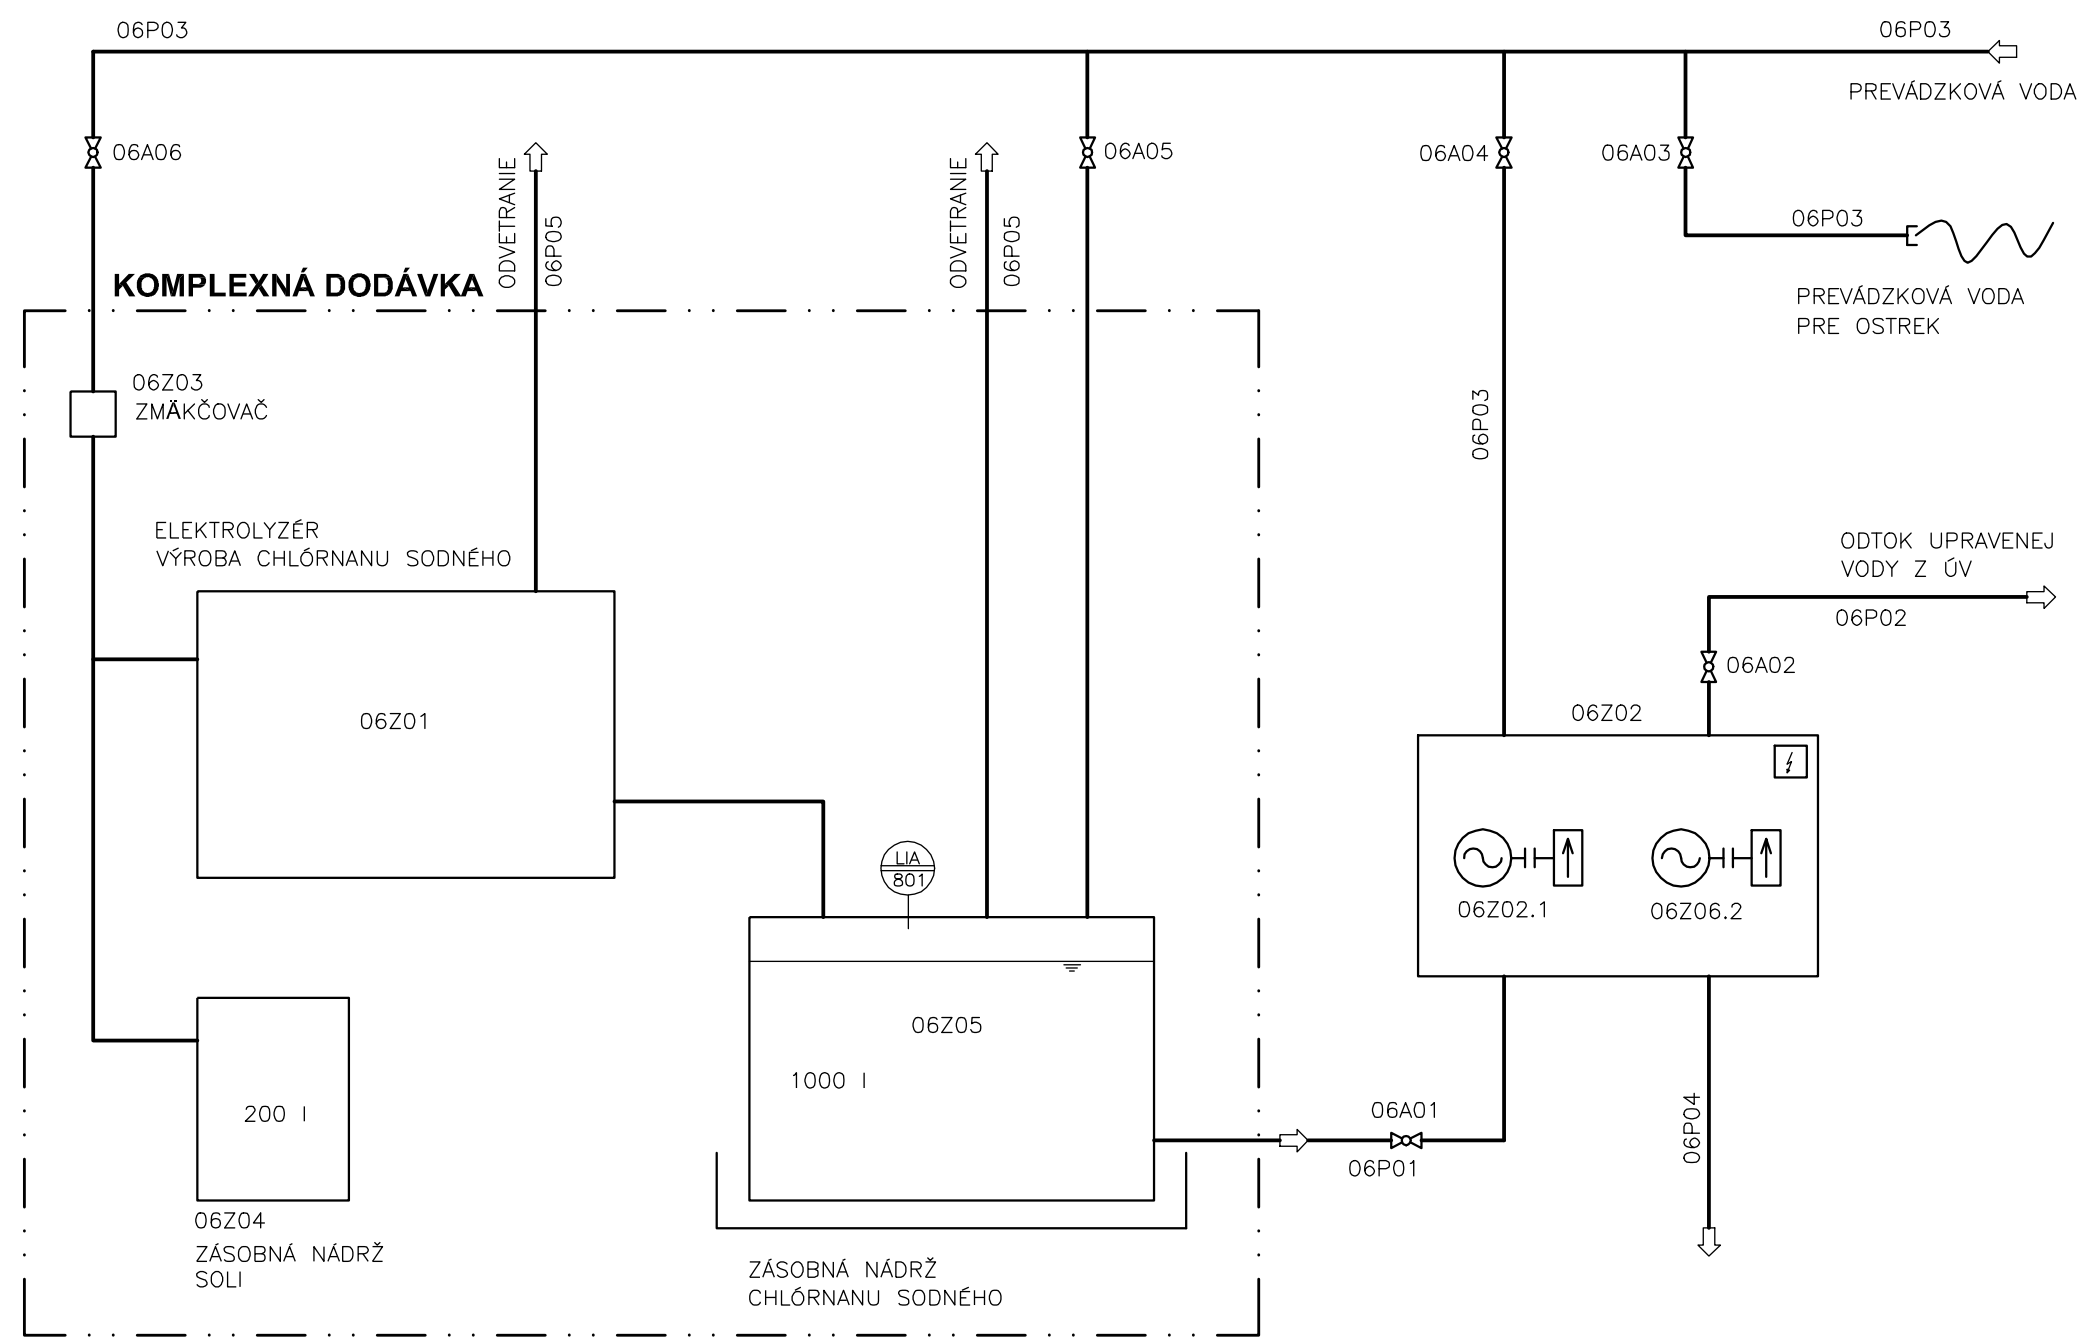 06P03
06P03
PREVÁDZKOVÁ VODA
06A06
ODVETRANIE
06P05
ODVETRANIE
06P05
06A05
06A04
06A03
06P03
PREVÁDZKOVÁ VODA
PRE OSTREK
KOMPLEXNÁ DODÁVKA
06Z03
ZMÄKČOVAČ
06P03
ELEKTROLYZÉR
VÝROBA CHLÓRNANU SODNÉHO
ODTOK UPRAVENEJ
VODY Z ÚV
06P02
06A02
06Z01
06Z02
LIA
801
06Z02.1
06Z06.2
06Z05
1000 l
200 l
06A01
06P01
06P04
06Z04
ZÁSOBNÁ NÁDRŽ
SOLI
ZÁSOBNÁ NÁDRŽ
CHLÓRNANU SODNÉHO